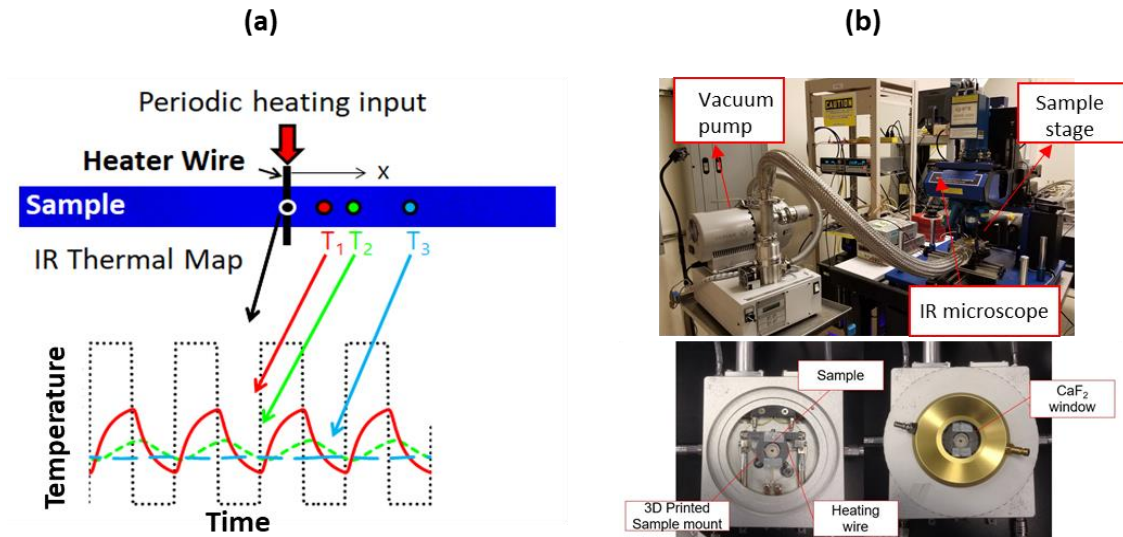 (a)
Periodic heating input
Heater Wire
x
Sample
IR Thermal Map
T1 T2 T3
Temperature
Time
(b)
Vacuum
pump
Sample
stage
CAUTION
IR microscope
Sample
CaF2
window
3D Printed
Sample mount
Heating
wire